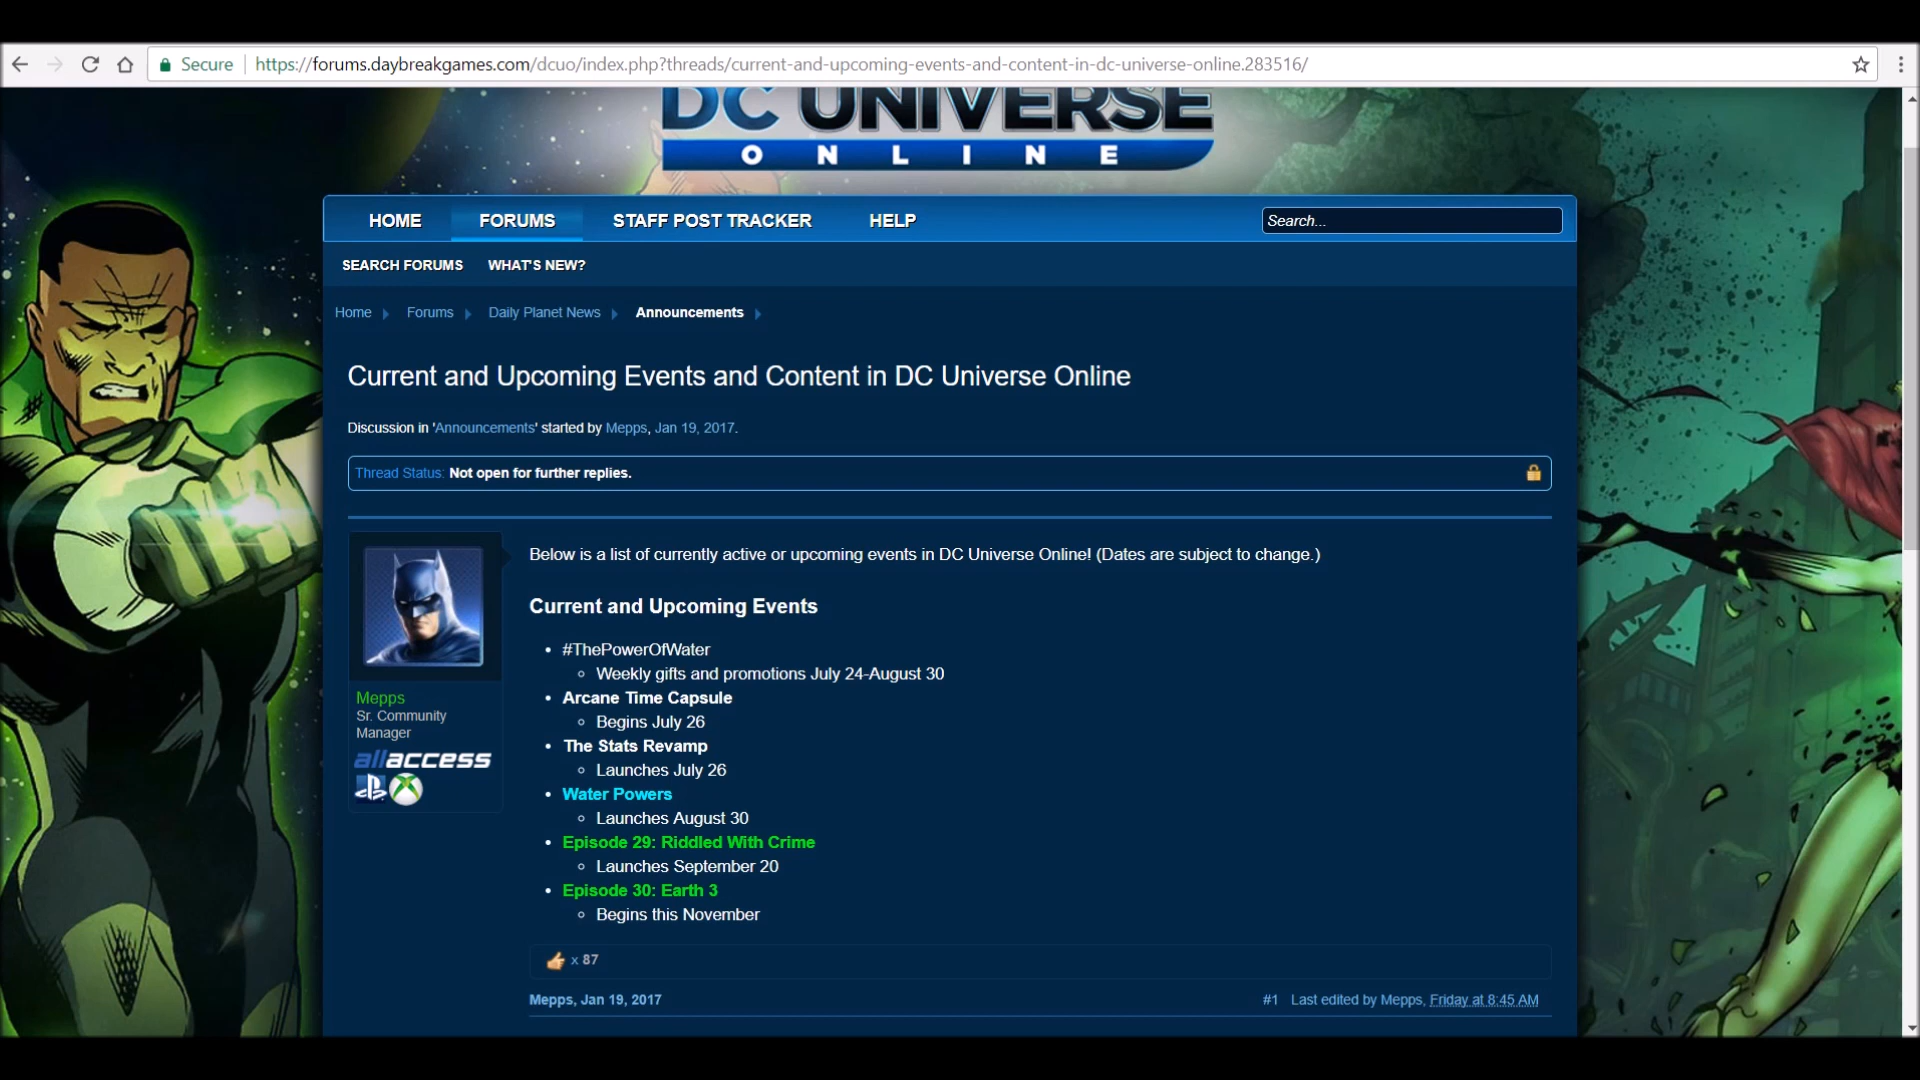 Secure https://forums.daybreakgames.com/dcuo/index.php?threads/current-and-upcoming-events-and-content-in-dc-universe-online.283516/
DC UNIVERSE
ONLINE
HOME FORUMS STAFF POST TRACKER HELP Search...
SEARCH FORUMS WHAT'S NEW?
Home Forums Daily Planet News Announcements
Current and Upcoming Events and Content in DC Universe Online
Discussion in 'Announcements' started by Mepps, Jan 19, 2017.
Thread Status: Not open for further replies.
Below is a list of currently active or upcoming events in DC Universe Online! (Dates are subject to change.)
Current and Upcoming Events
#ThePowerOfWater
Weekly gifts and promotions July 24-August 30
Arcane Time Capsule
Begins July 26
The Stats Revamp
Launches July 26
Water Powers
Launches August 30
Episode 29: Riddled With Crime
Launches September 20
Episode 30: Earth 3
Begins this November
Mepps
Sr. Community
Manager
allaccess
x 87
Mepps, Jan 19, 2017 #1 Last edited by Mepps, Friday at 8:45 AM